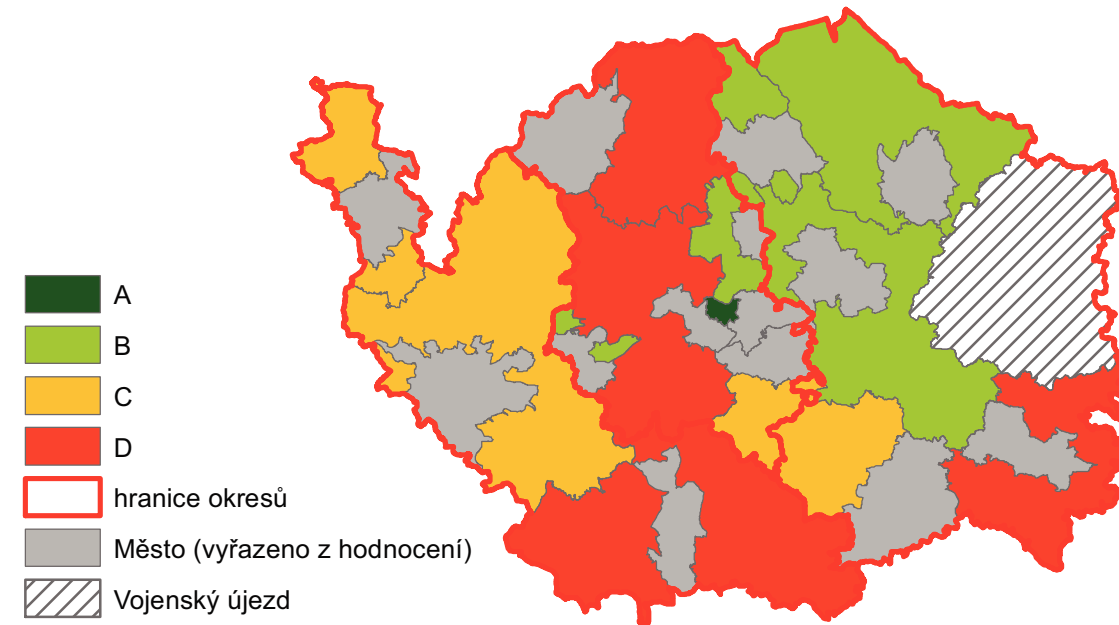 A
B
C
D
hranice okresů
Město (vyřazeno z hodnocení)
Vojenský újezd